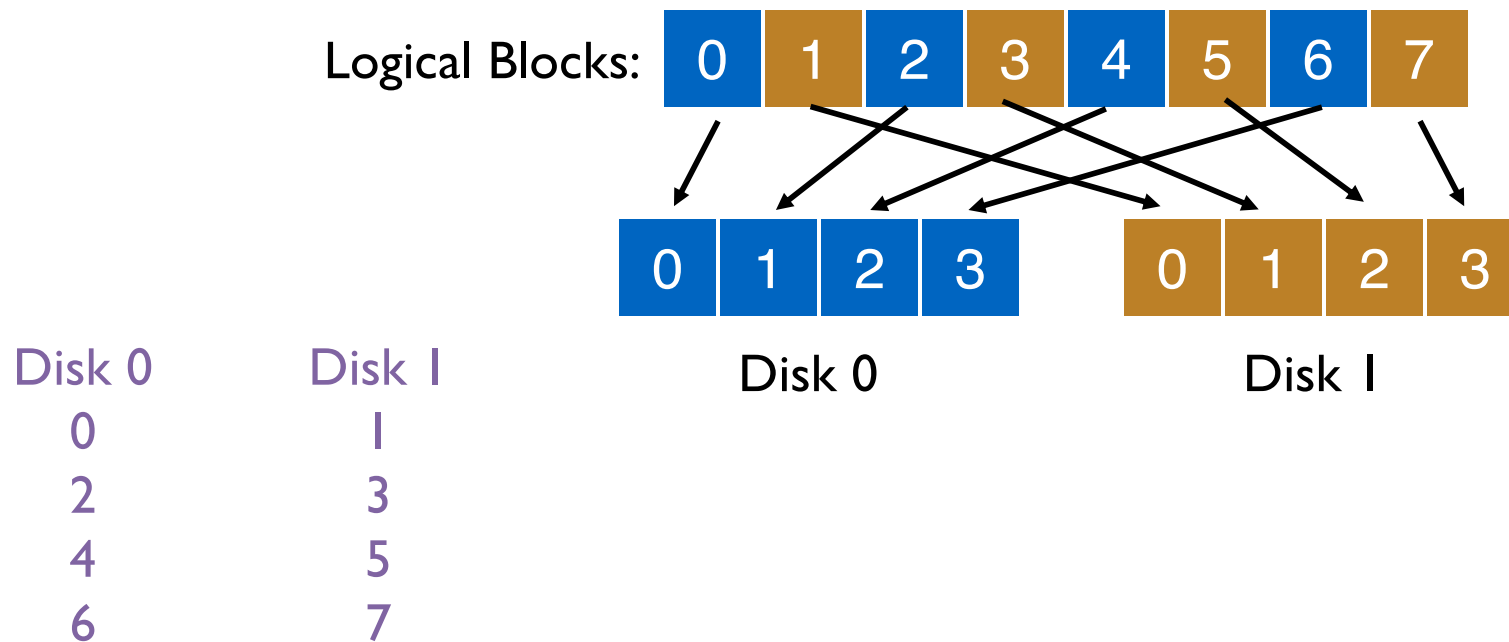 Logical Blocks: 0 1 2 3 4 5 6 7
0 1 2 3 0 1 2 3
Disk 0 Disk 1
Disk 0 Disk 1
0 1
2 3
4 5
6 7